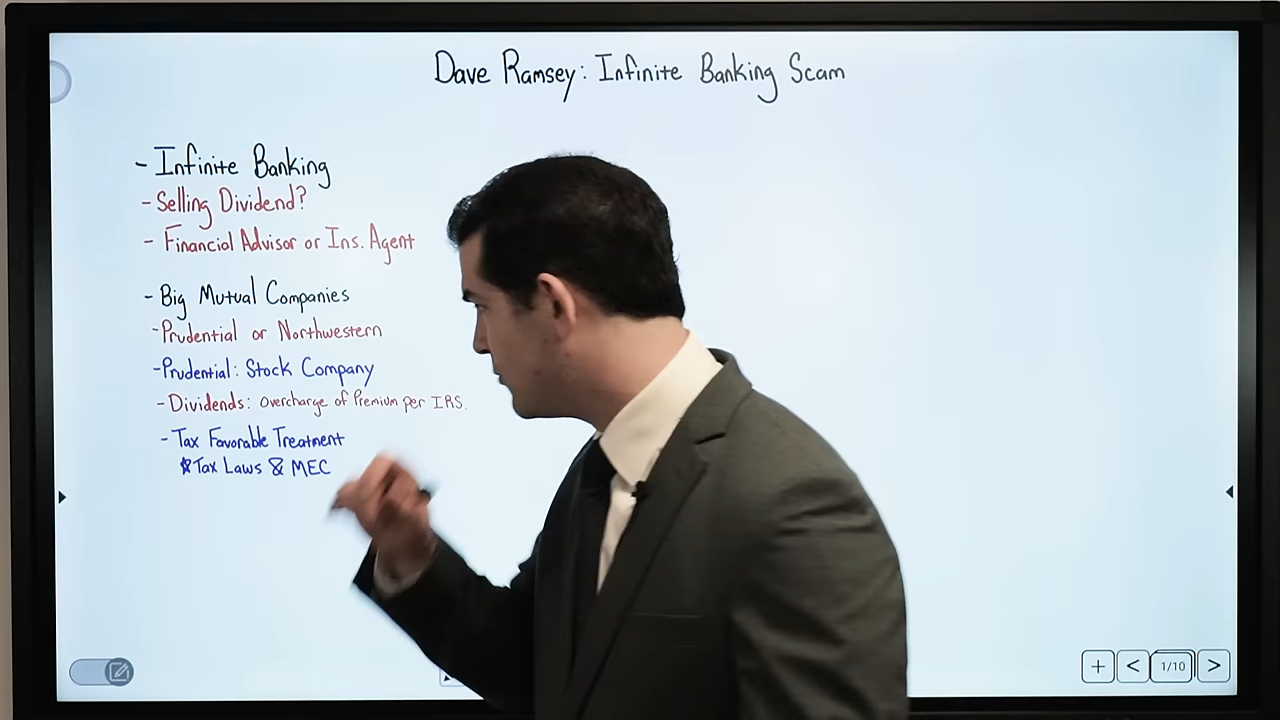 Dave Ramsey: Infinite Banking Scam
- Infinite Banking
- Selling Dividend?
- Financial Advisor or Ins. Agent
- Big Mutual Companies
- Prudential or Northwestern
- Prudential: Stock Company
- Dividends: Overcharge of Premium per IRS.
- Tax Favorable Treatment
Tax Laws & MEC
+ < 1/10 >